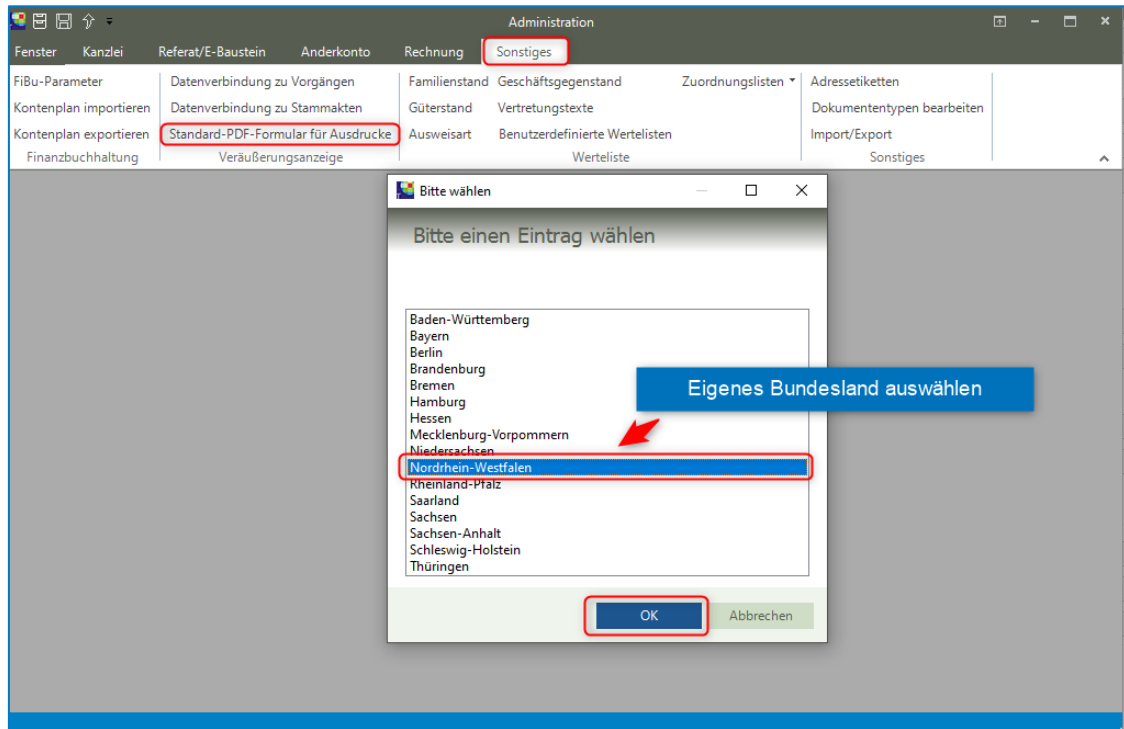 Administration
Fenster Kanzlei Referat/E-Baustein Anderkonto Rechnung Sonstiges
FiBu-Parameter Datenverbindung zu Vorgängen Familienstand Geschäftsgegenstand Zuordnungslisten Adressetiketten
Kontenplan importieren Datenverbindung zu Stammakten Güterstand Vertretungstexte Dokumententypen bearbeiten
Kontenplan exportieren Standard-PDF-Formular für Ausdrucke Ausweisart Benutzerdefinierte Wertelisten Import/Export
Finanzbuchhaltung Veräußerungsanzeige Werteliste Sonstiges
Bitte wählen
Bitte einen Eintrag wählen
Baden-Württemberg
Bayern
Berlin
Brandenburg
Bremen
Hamburg
Hessen
Mecklenburg-Vorpommern
Niedersachsen
Nordrhein-Westfalen
Rheinland-Pfalz
Saarland
Sachsen
Sachsen-Anhalt
Schleswig-Holstein
Thüringen
Eigenes Bundesland auswählen
OK Abbrechen